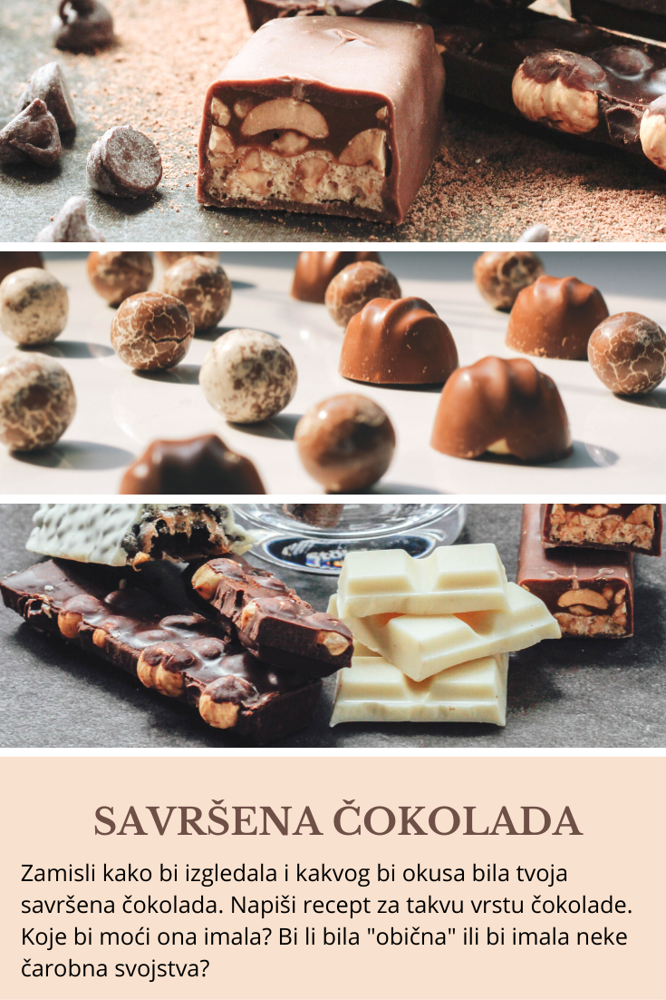 SAVRŠENA ČOKOLADA
Zamisli kako bi izgledala i kakvog bi okusa bila tvoja
savršena čokolada. Napiši recept za takvu vrstu čokolade.
Koje bi moći ona imala? Bi li bila "obična" ili bi imala neke
čarobna svojstva?